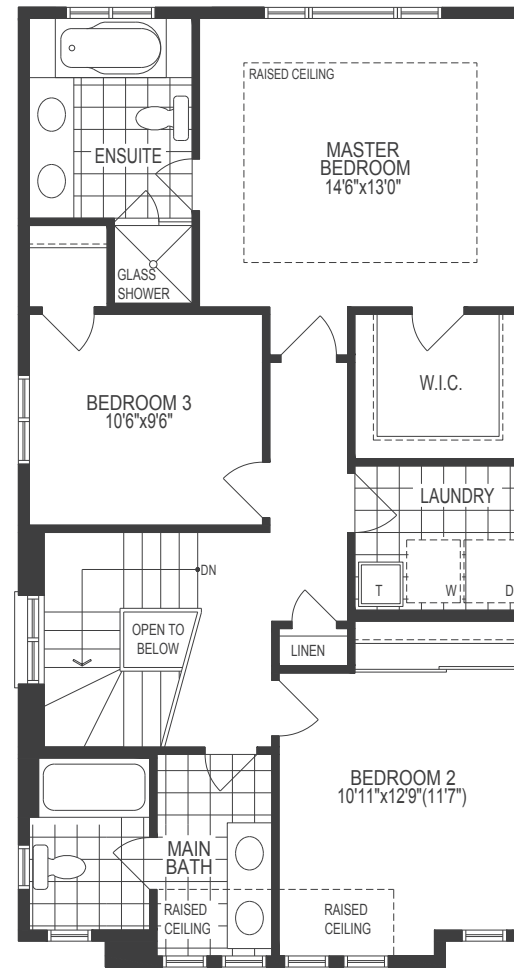 RAISED CEILING
ENSUITE
MASTER
BEDROOM
14'6"x13'0"
GLASS
SHOWER
BEDROOM 3
10'6"x9'6"
W.I.C.
LAUNDRY
T
W
D
DN
OPEN TO
BELOW
LINEN
BEDROOM 2
10'11"x12'9"(11'7")
MAIN
BATH
RAISED
CEILING
RAISED
CEILING